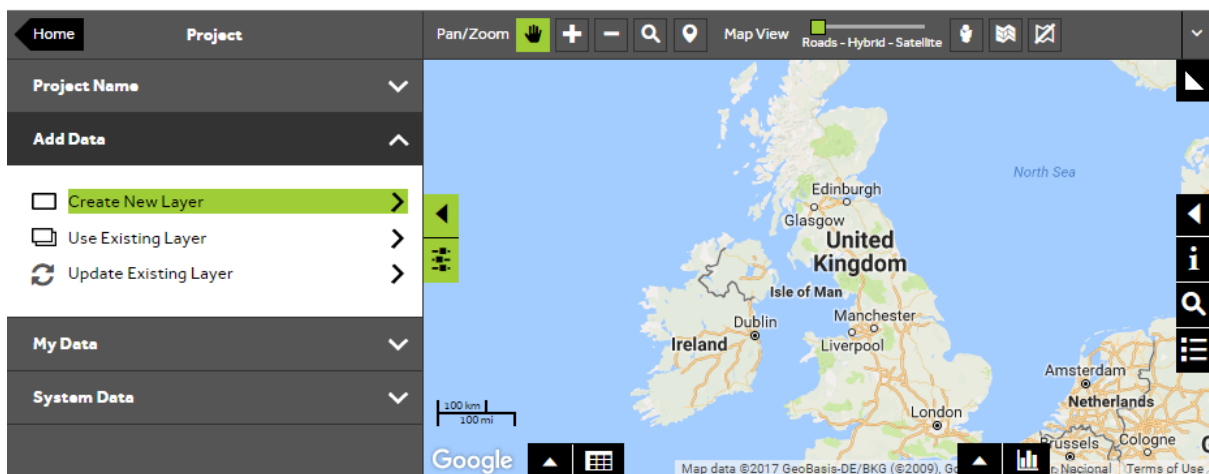 Home
Project
Pan/Zoom
Map View
Roads - Hybrid - Satellite
Project Name
Add Data
Create New Layer
Use Existing Layer
Update Existing Layer
My Data
System Data
North Sea
Edinburgh
Glasgow
United
Kingdom
Isle of Man
Dublin
Manchester
Ireland
Liverpool
Amsterdam
Netherlands
London
Brussels
Cologne
100 km
100 mi
Google
Map data ©2017 GeoBasis-DE/BKG (©2009), Go
Nacional
Terms of Use